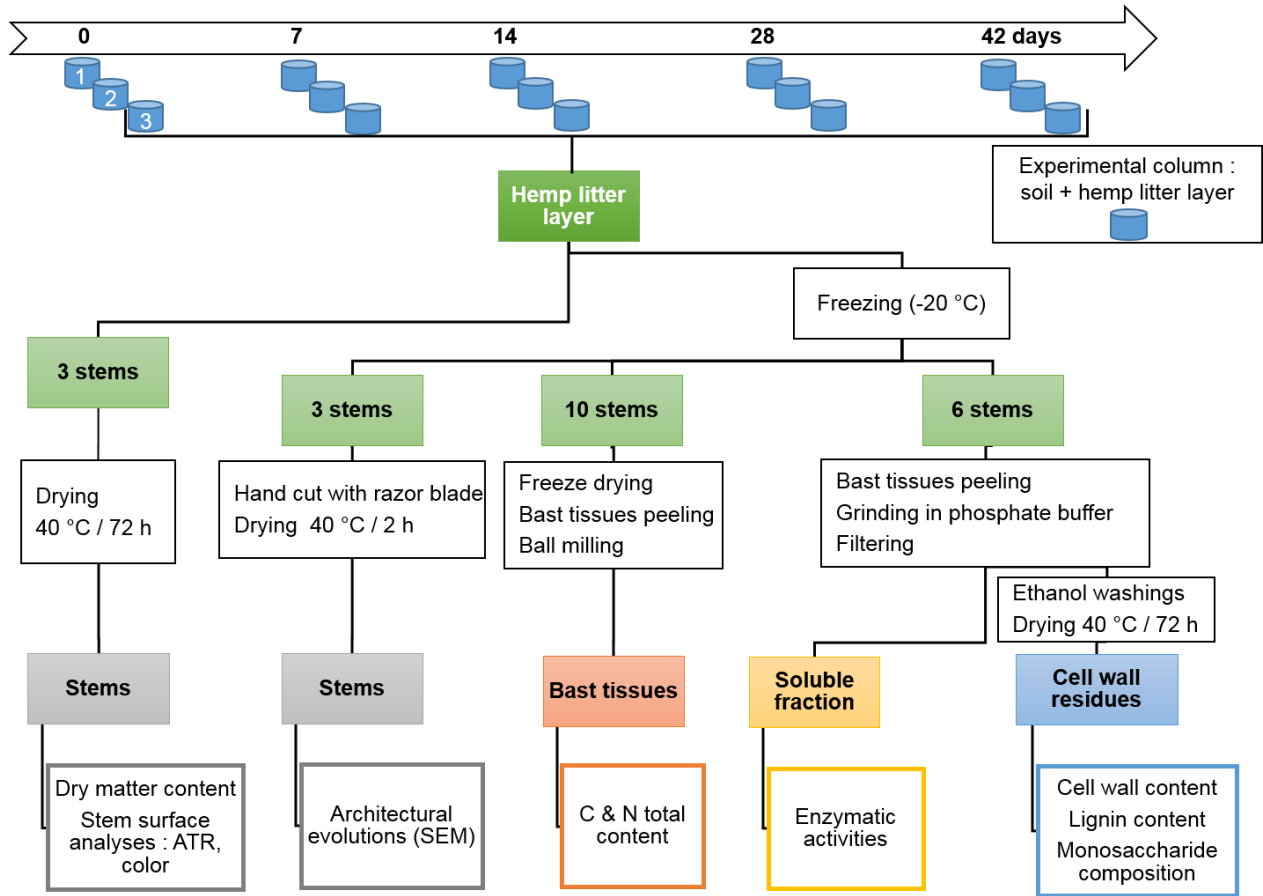 0 7 14 28 42 days
1
2
3
Experimental column :
soil + hemp litter layer
Hemp litter
layer
Freezing (-20 °C)
3 stems
3 stems
10 stems
6 stems
Drying
40 °C / 72 h
Hand cut with razor blade
Drying 40 °C / 2 h
Freeze drying
Bast tissues peeling
Ball milling
Bast tissues peeling
Grinding in phosphate buffer
Filtering
Ethanol washings
Drying 40 °C / 72 h
Stems
Stems
Bast tissues
Soluble
fraction
Cell wall
residues
Dry matter content
Stem surface
analyses : ATR,
color
Architectural
evolutions (SEM)
C & N total
content
Enzymatic
activities
Cell wall content
Lignin content
Monosaccharide
composition